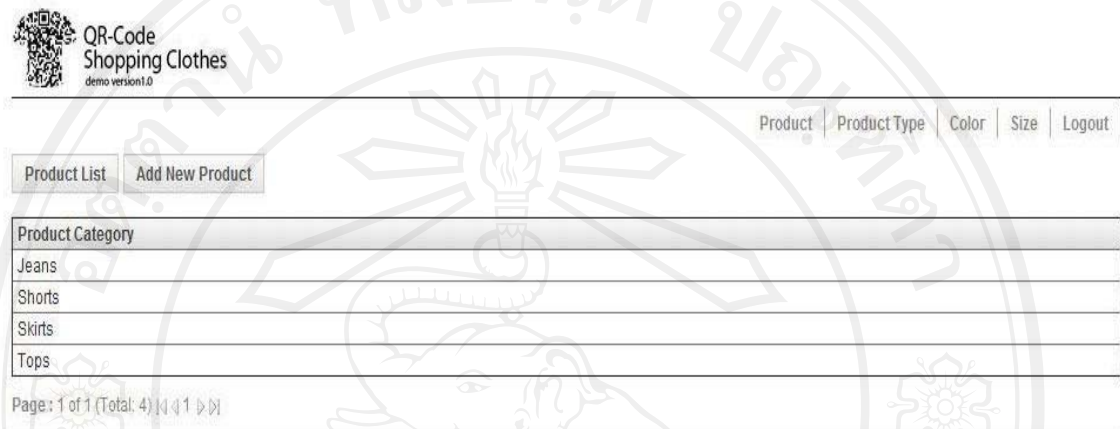 QR-Code
Shopping Clothes
demo version1.0
Product Product Type Color Size Logout
Product List Add New Product
Product Category
Jeans
Shorts
Skirts
Tops
Page : 1 of 1 (Total: 4) 1